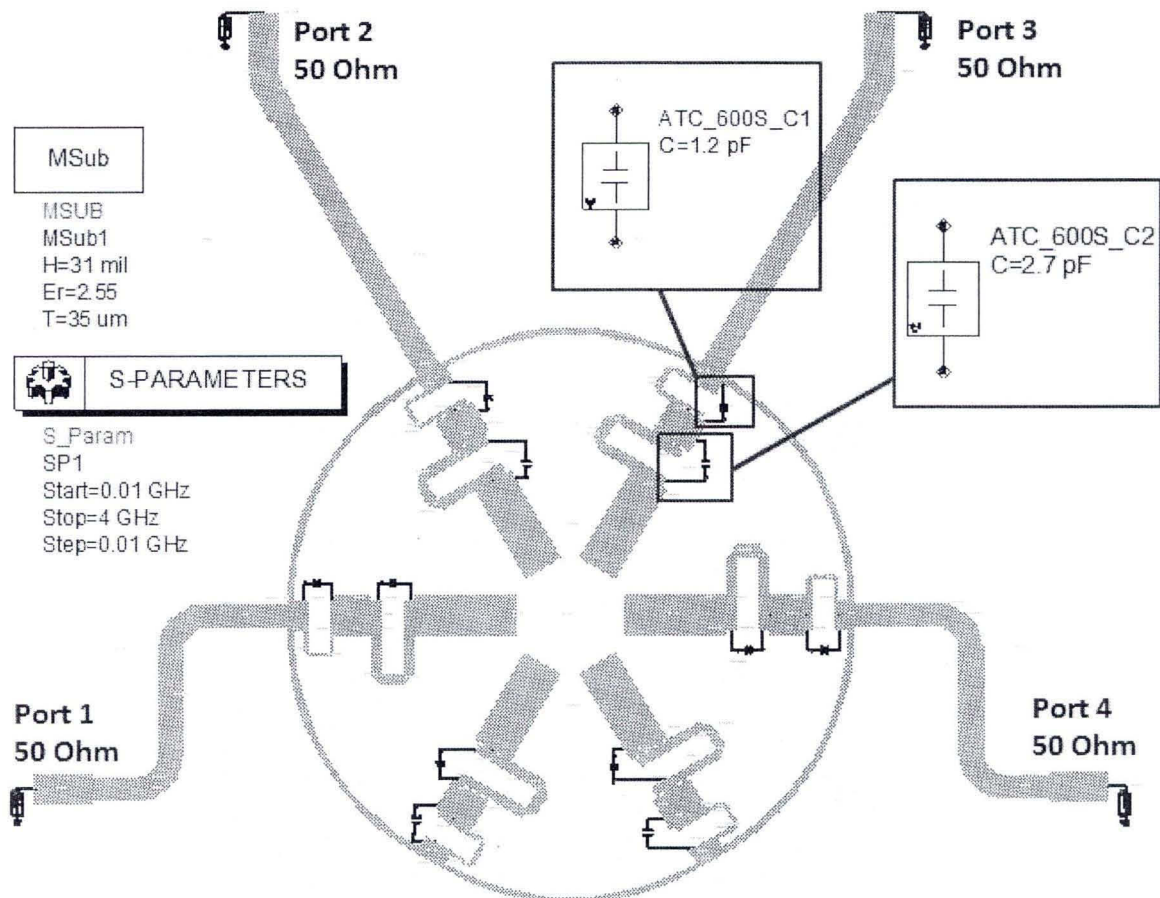 Port 2
50 Ohm
Port 3
50 Ohm
ATC_600S_C1
C=1.2 pF
MSub
MSUB
MSub1
H=31 mil
Er=2.55
T=35 um
ATC_600S_C2
C=2.7 pF
S-PARAMETERS
S_Param
SP1
Start=0.01 GHz
Stop=4 GHz
Step=0.01 GHz
Port 1
50 Ohm
Port 4
50 Ohm